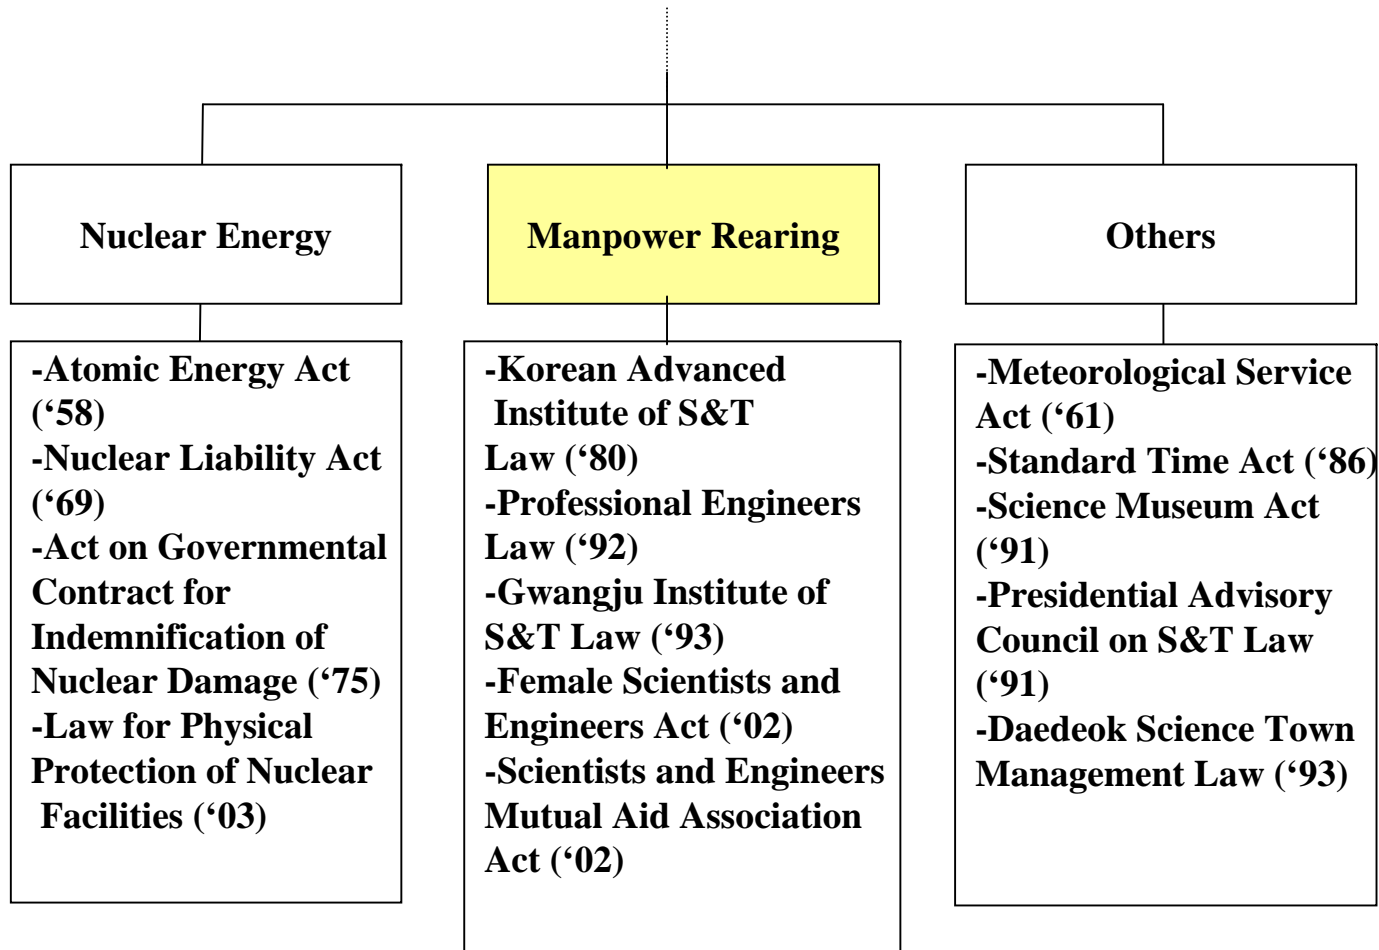 Nuclear Energy
Manpower Rearing
Others
-Atomic Energy Act
(‘58)
-Nuclear Liability Act
(‘69)
-Act on Governmental
Contract for
Indemnification of
Nuclear Damage (‘75)
-Law for Physical
Protection of Nuclear
Facilities (‘03)
-Korean Advanced
Institute of S&T
Law (‘80)
-Professional Engineers
Law (‘92)
-Gwangju Institute of
S&T Law (‘93)
-Female Scientists and
Engineers Act (‘02)
-Scientists and Engineers
Mutual Aid Association
Act (‘02)
-Meteorological Service
Act (‘61)
-Standard Time Act (‘86)
-Science Museum Act
(‘91)
-Presidential Advisory
Council on S&T Law
(‘91)
-Daedeok Science Town
Management Law (‘93)